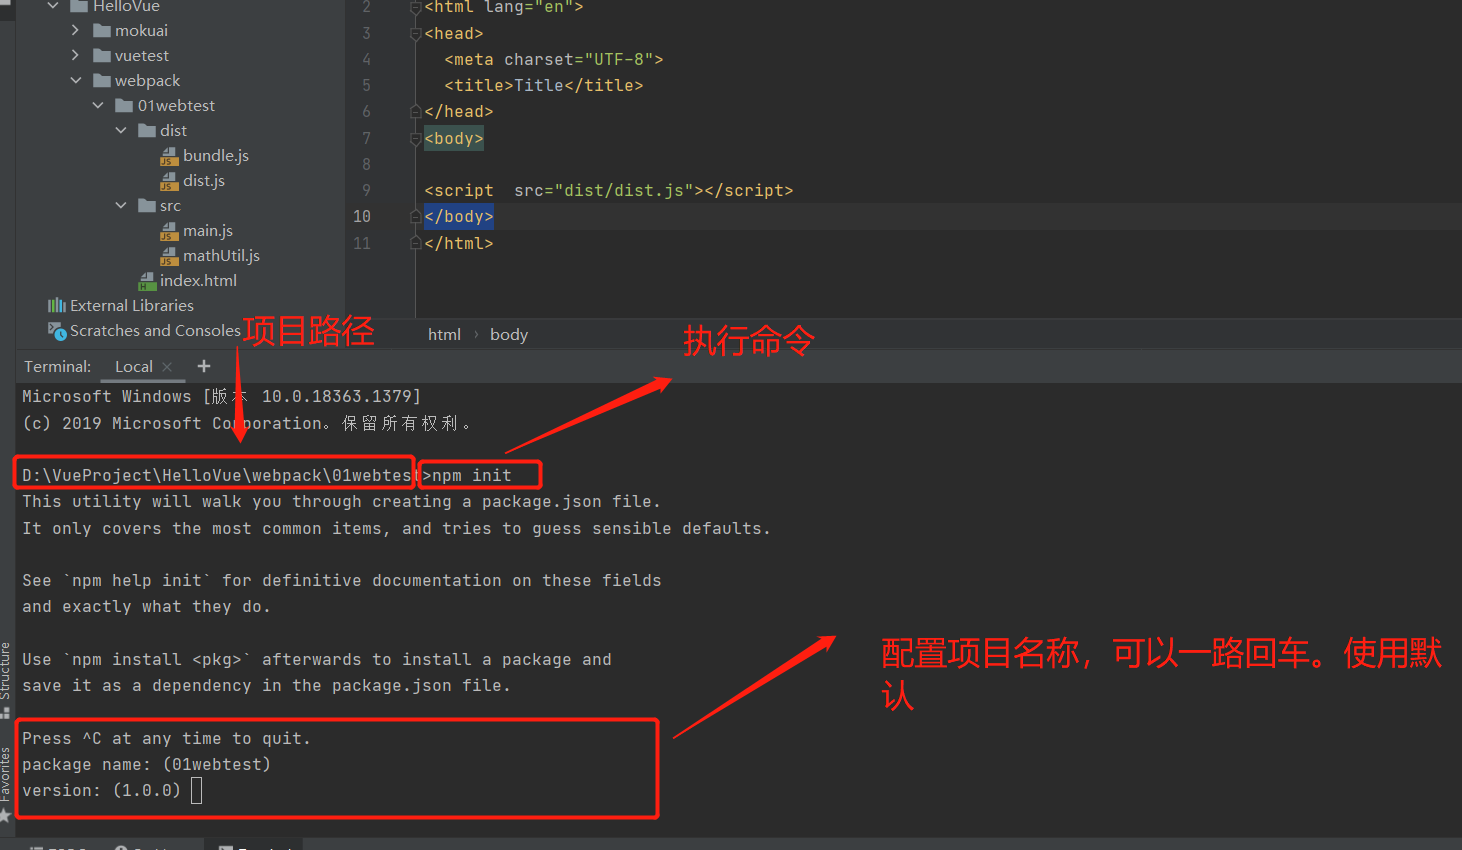 HelloVue
mokuai
vuetest
webpack
01webtest
dist
bundle.js
dist.js
src
main.js
mathUtil.js
index.html
External Libraries
Scratches and Consoles
2 <html lang="en">
3 <head>
4 <meta charset="UTF-8">
5 <title>Title</title>
6 </head>
7 <body>
8
9 <script  src="dist/dist.js"></script>
10 </body>
11 </html>
html › body
项目路径
执行命令
Terminal: Local × +
Microsoft Windows [版本 10.0.18363.1379]
(c) 2019 Microsoft Corporation。保留所有权利。
D:\VueProject\HelloVue\webpack\01webtest>npm init
This utility will walk you through creating a package.json file.
It only covers the most common items, and tries to guess sensible defaults.
See `npm help init` for definitive documentation on these fields
and exactly what they do.
Use `npm install <pkg>` afterwards to install a package and
save it as a dependency in the package.json file.
配置项目名称，可以一路回车。使用默
认
Press ^C at any time to quit.
package name: (01webtest)
version: (1.0.0)
Structure
Favorites